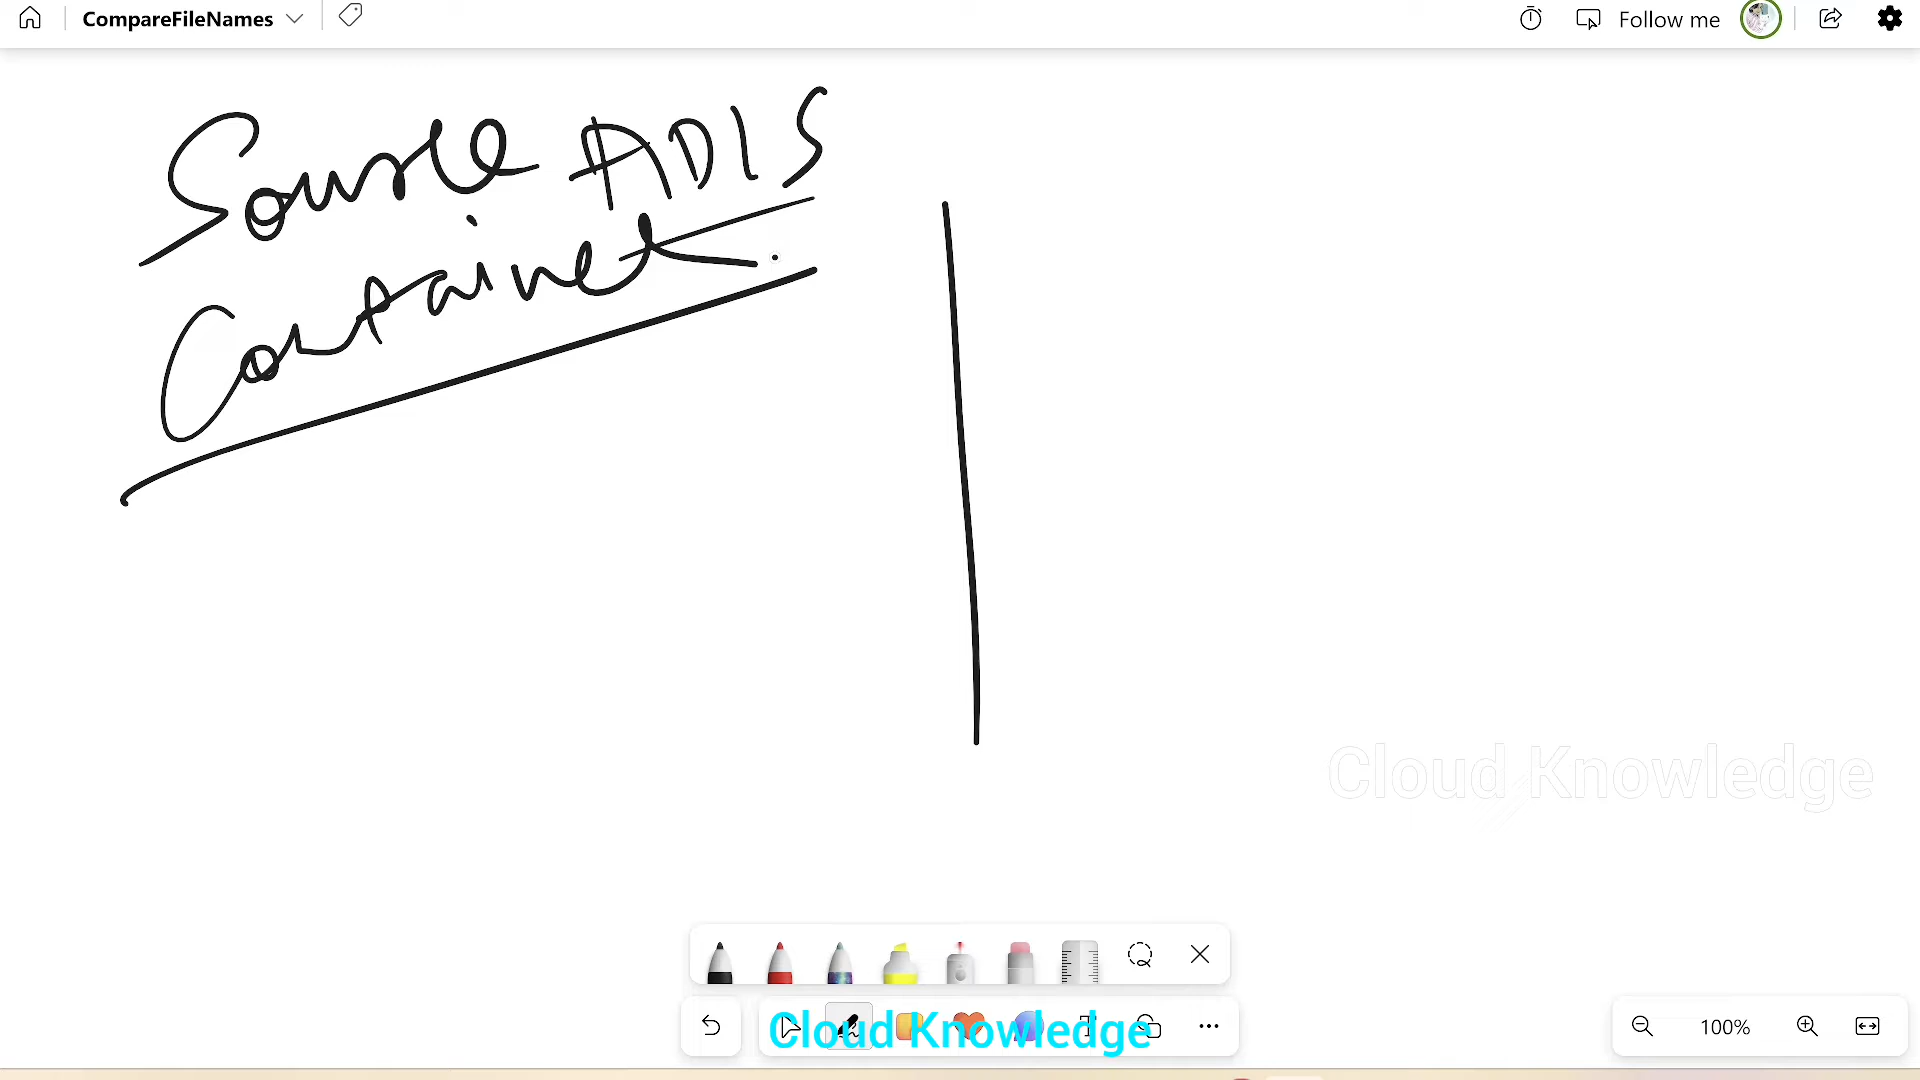 CompareFileNames
Follow me
Source ADLS
Container.
Cloud Knowledge
Cloud Knowledge
100%